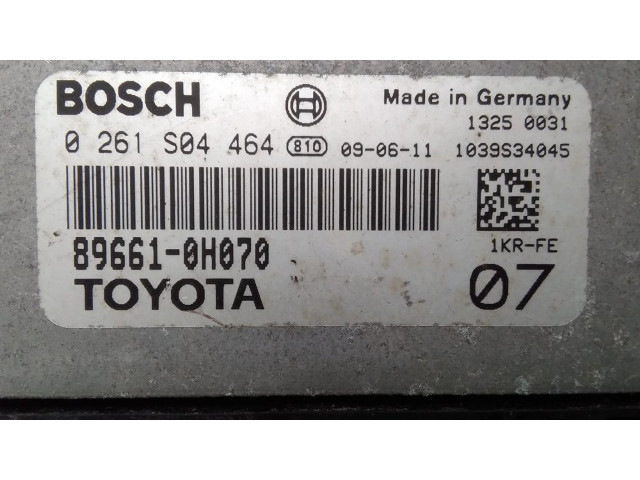 BOSCH Made in Germany
1325 0031
0 261 S04 464 810 09-06-11 1039S34045
89661-0H070 1KR-FE
TOYOTA 07